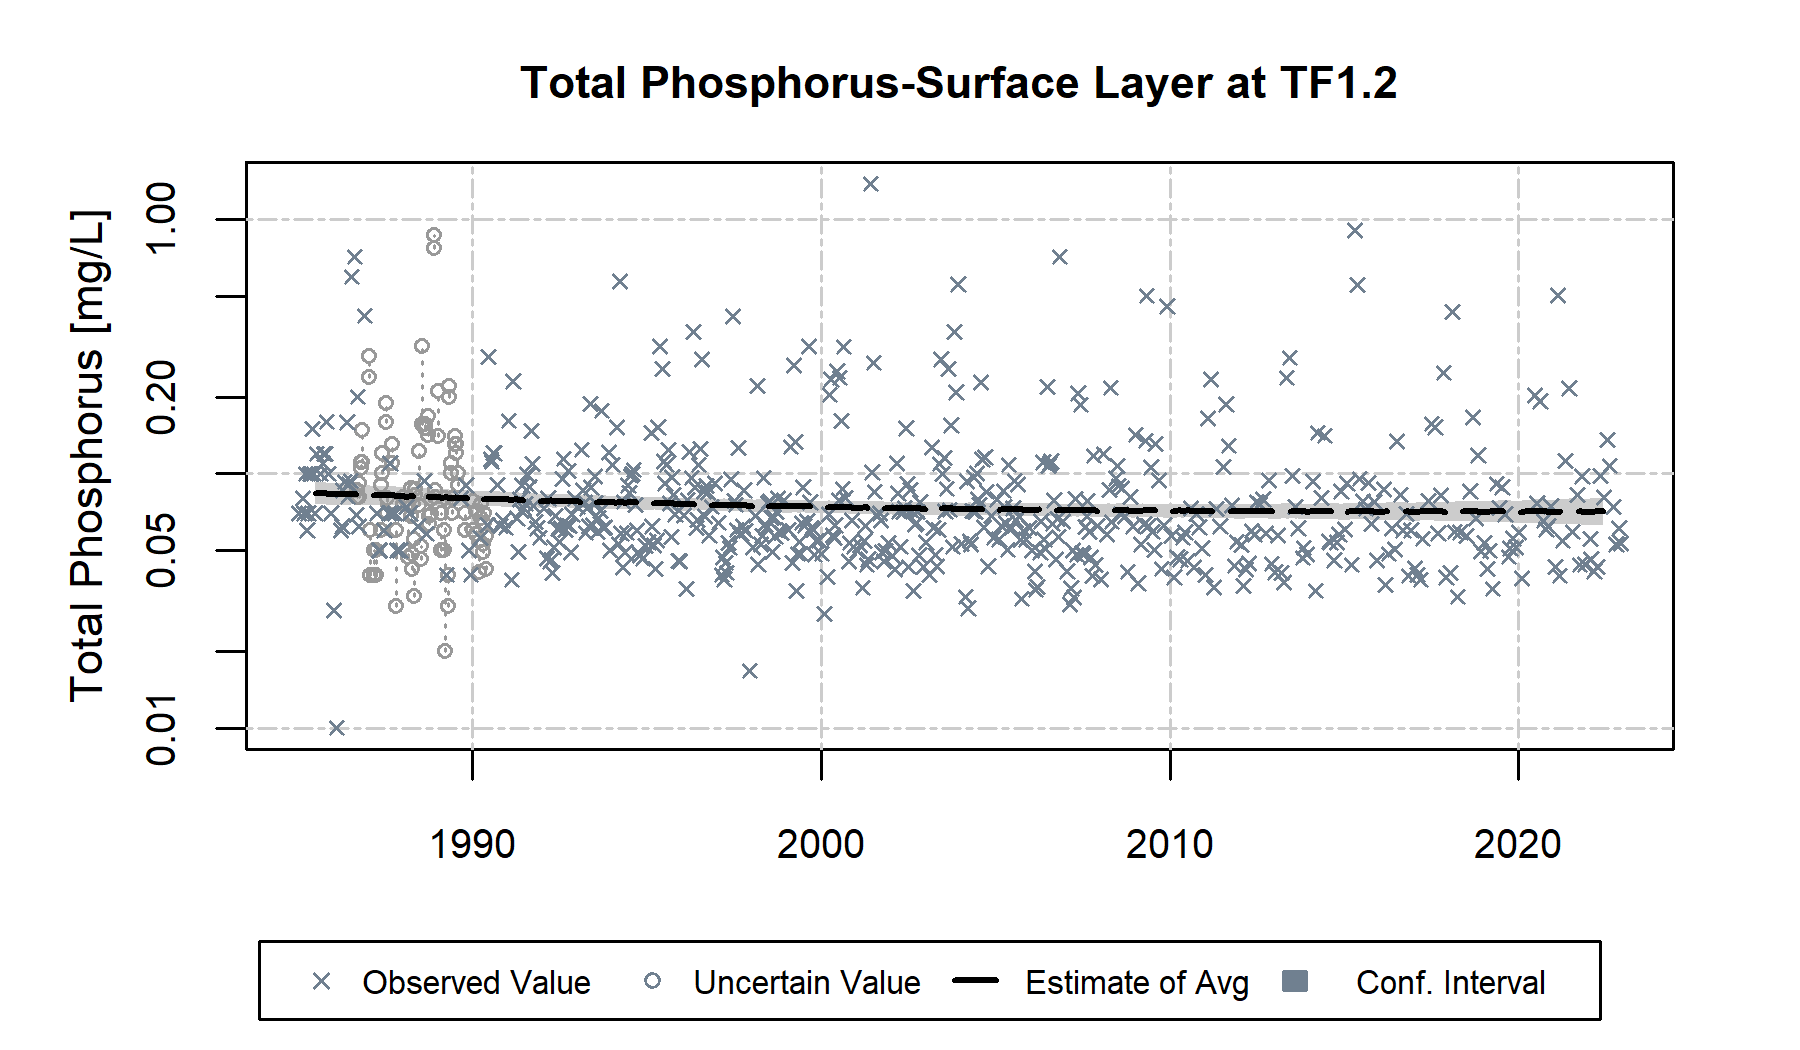 Total Phosphorus-Surface Layer at TF1.2
Total Phosphorus [mg/L]
1.00
0.20
0.05
0.01
1990 2000 2010 2020
Observed Value Uncertain Value Estimate of Avg Conf. Interval